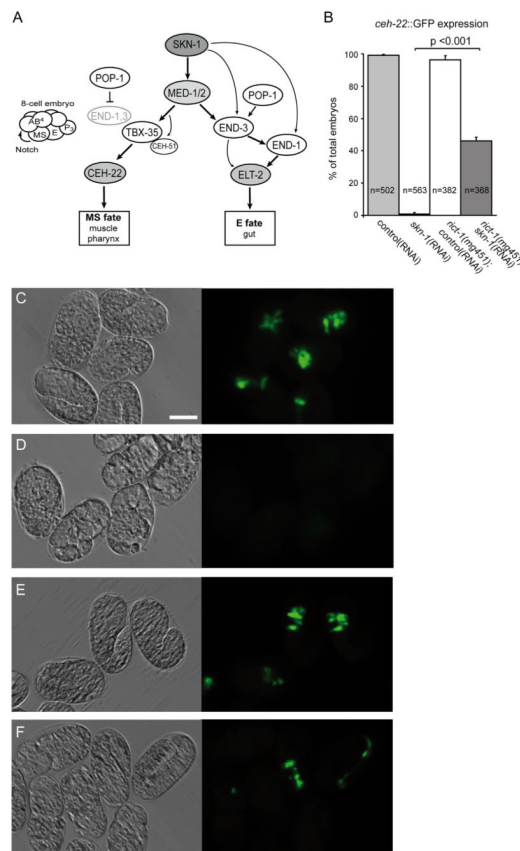 A
SKN-1
POP-1
MED-1/2
POP-1
8-cell embryo
END-1,3
AB⁴
MS
E
P₃
Notch
TBX-35
CEH-51
END-3
END-1
CEH-22
ELT-2
MS fate
muscle
pharynx
E fate
gut
B
ceh-22::GFP expression
p <0.001
% of total embryos
100
80
60
40
20
0
n=502
n=563
n=382
n=368
control(RNAi)
skn-1(RNAi)
rict-1(mg451);
control(RNAi)
rict-1(mg451);
skn-1(RNAi)
C
D
E
F